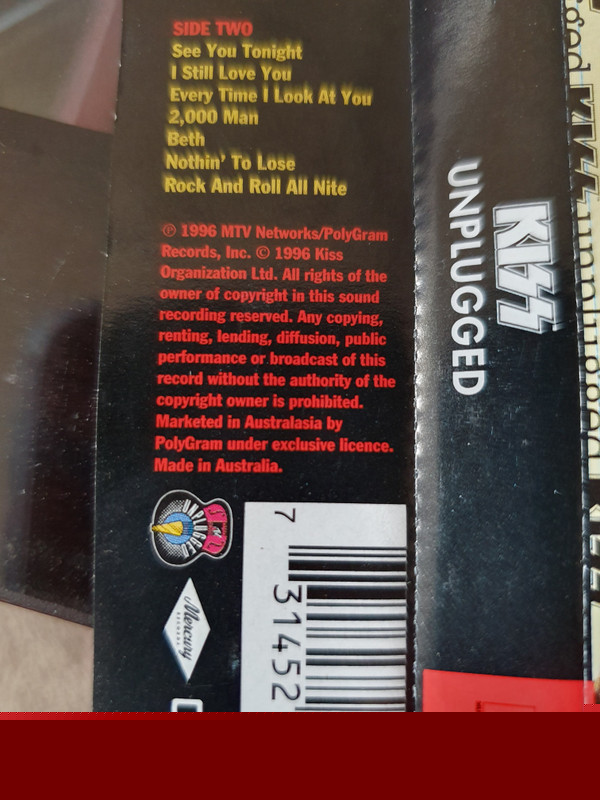 SIDE TWO
See You Tonight
I Still Love You
Every Time I Look At You
2,000 Man
Beth
Nothin' To Lose
Rock And Roll All Nite
℗ 1996 MTV Networks/PolyGram
Records, Inc. © 1996 Kiss
Organization Ltd. All rights of the
owner of copyright in this sound
recording reserved. Any copying,
renting, lending, diffusion, public
performance or broadcast of this
record without the authority of the
copyright owner is prohibited.
Marketed in Australasia by
PolyGram under exclusive licence.
Made in Australia.
UNPLUGGED
Mercury
RECORDS
7 31452
KISS
UNPLUGGED